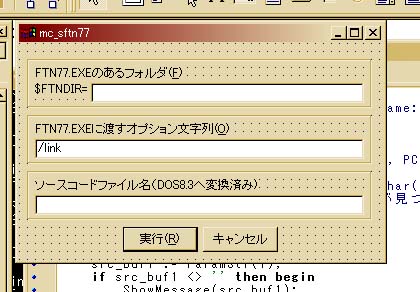 mc_sftn77
FTN77.EXEのあるフォルダ(F)
$FTNDIR=
ame:
FTN77.EXEに渡すオプション文字列(O)
/link
, PC
har(
が見つ
ソースコードファイル名(DOS8.3へ変換済み)
実行(R) キャンセル
src_buf1 := ParamStr(1);
if src_buf1 <> '' then begin
ShowMessage(src_buf1);